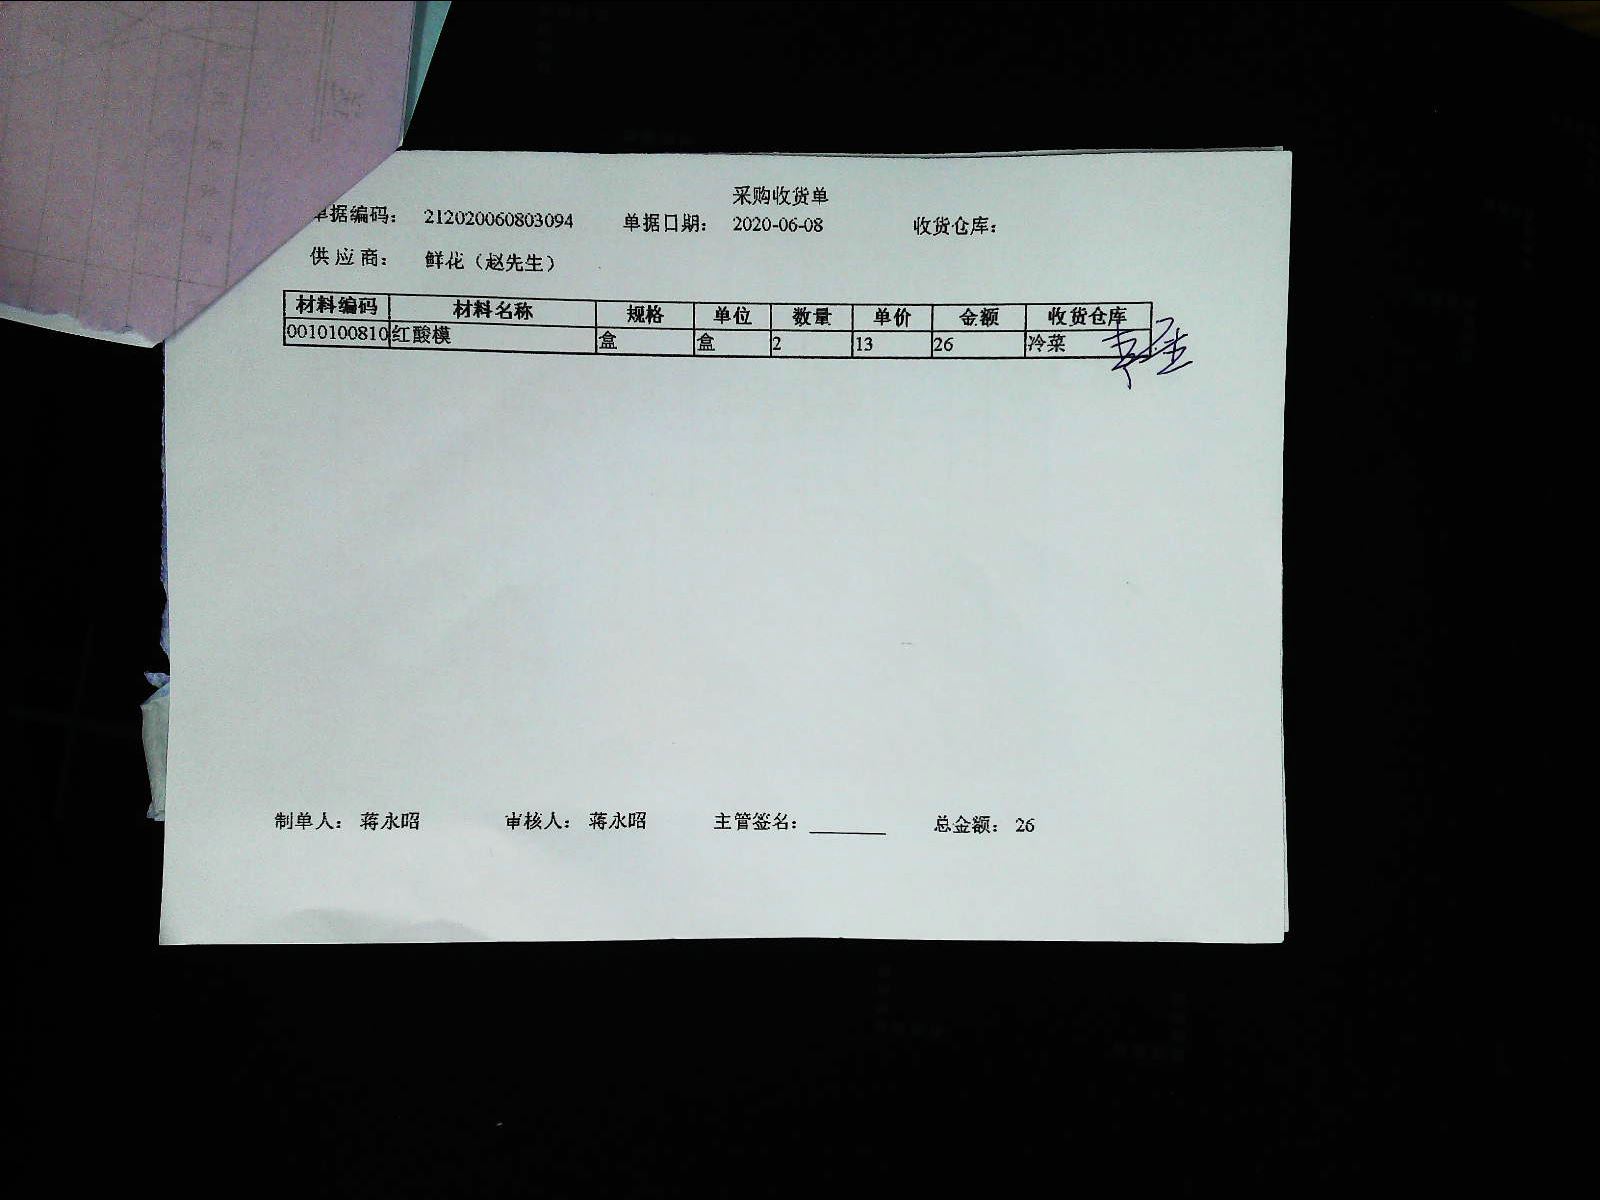 采购收货单
单据编码： 212020060803094 单据日期： 2020-06-08 收货仓库：
供应商： 鲜花（赵先生）
材料编码 材料名称 规格 单位 数量 单价 金额 收货仓库
0010100810 红酸模 盒 盒 2 13 26 冷菜
制单人： 蒋永昭 审核人： 蒋永昭 主管签名： 总金额： 26